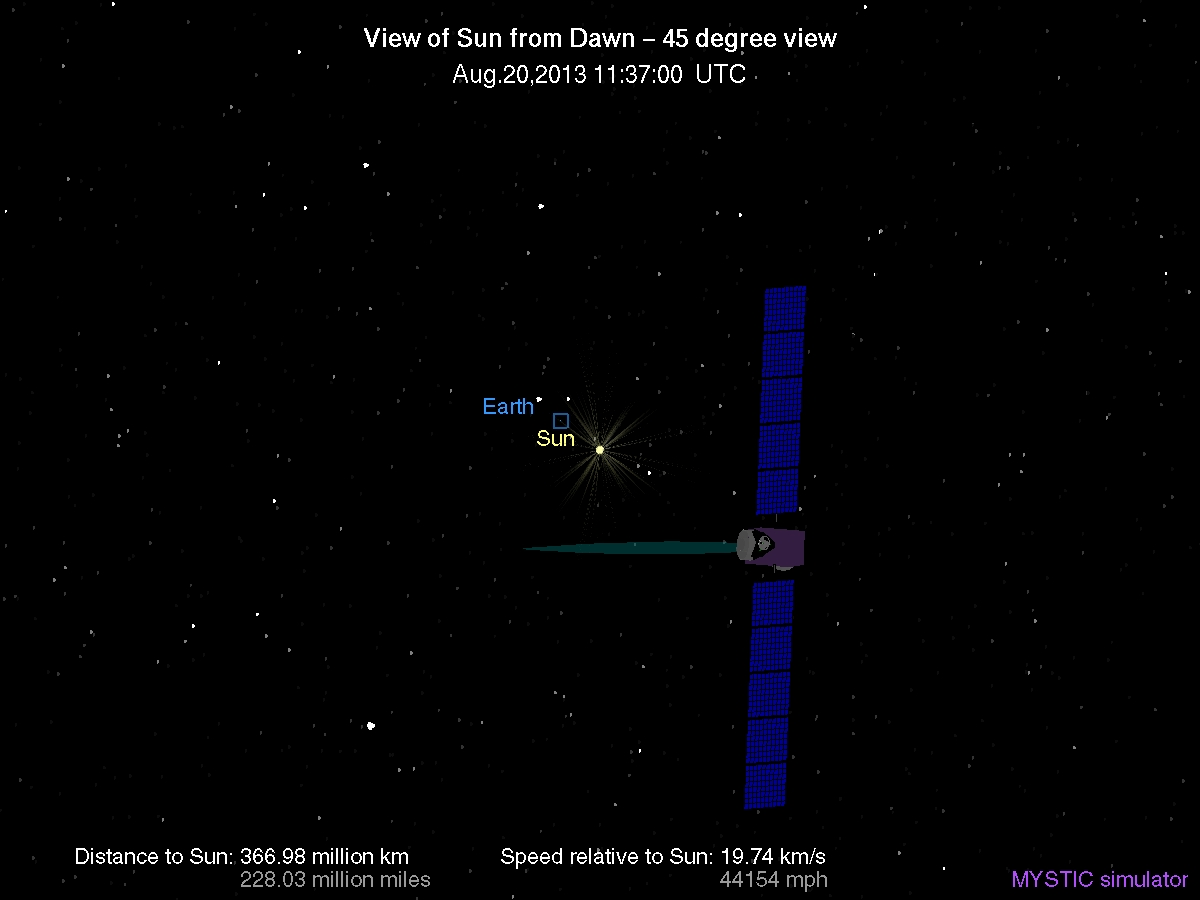 View of Sun from Dawn – 45 degree view
Aug.20,2013 11:37:00 UTC
Earth
Sun
Distance to Sun: 366.98 million km
228.03 million miles
Speed relative to Sun: 19.74 km/s
44154 mph
MYSTIC simulator